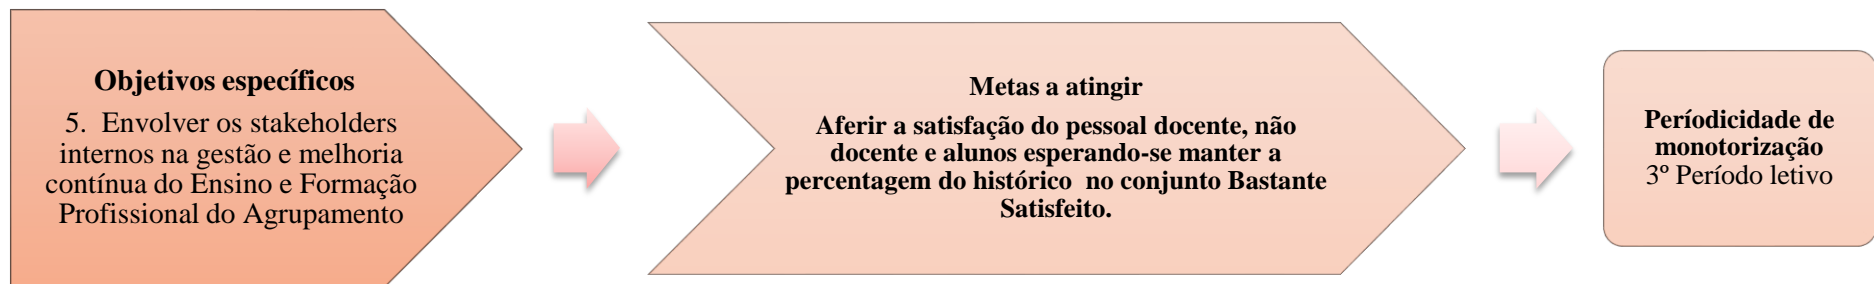 Objetivos específicos
5. Envolver os stakeholders
internos na gestão e melhoria
contínua do Ensino e Formação
Profissional do Agrupamento
Metas a atingir
Aferir a satisfação do pessoal docente, não
docente e alunos esperando-se manter a
percentagem do histórico no conjunto Bastante
Satisfeito.
Períodicidade de
monotorização
3º Período letivo